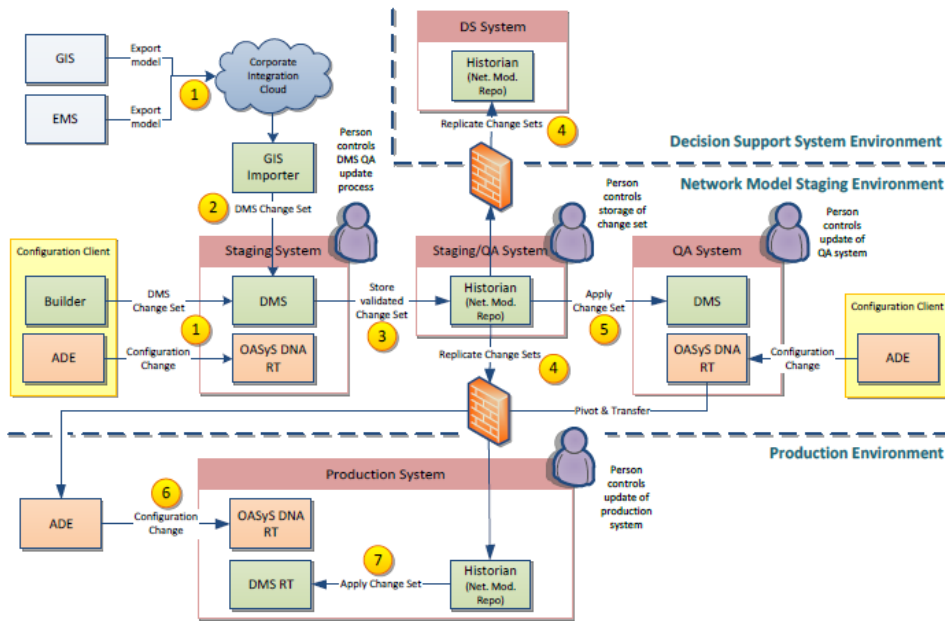 DS System
Historian
(Net. Mod.
Repo)
GIS
Export
model
Corporate
Integration
Cloud
1
EMS
Export
model
Replicate Change Sets
4
Decision Support System Environment
Person
controls
DMS QA
update
process
GIS
Importer
Network Model Staging Environment
2
DMS Change Set
Person
controls
storage of
change set
Person
controls
update of
QA system
Configuration Client
Staging System
Staging/QA System
QA System
Builder
DMS
Change Set
DMS
Store
validated
Change Set
3
Historian
(Net. Mod.
Repo)
Apply
Change Set
5
DMS
Configuration Client
1
ADE
Configuration
Change
OASyS DNA
RT
Replicate Change Sets
4
OASyS DNA
RT
Configuration
Change
ADE
Pivot & Transfer
Production Environment
Production System
Person
controls
update of
production
system
6
ADE
Configuration
Change
OASyS DNA
RT
7
DMS RT
Apply Change Set
Historian
(Net. Mod.
Repo)